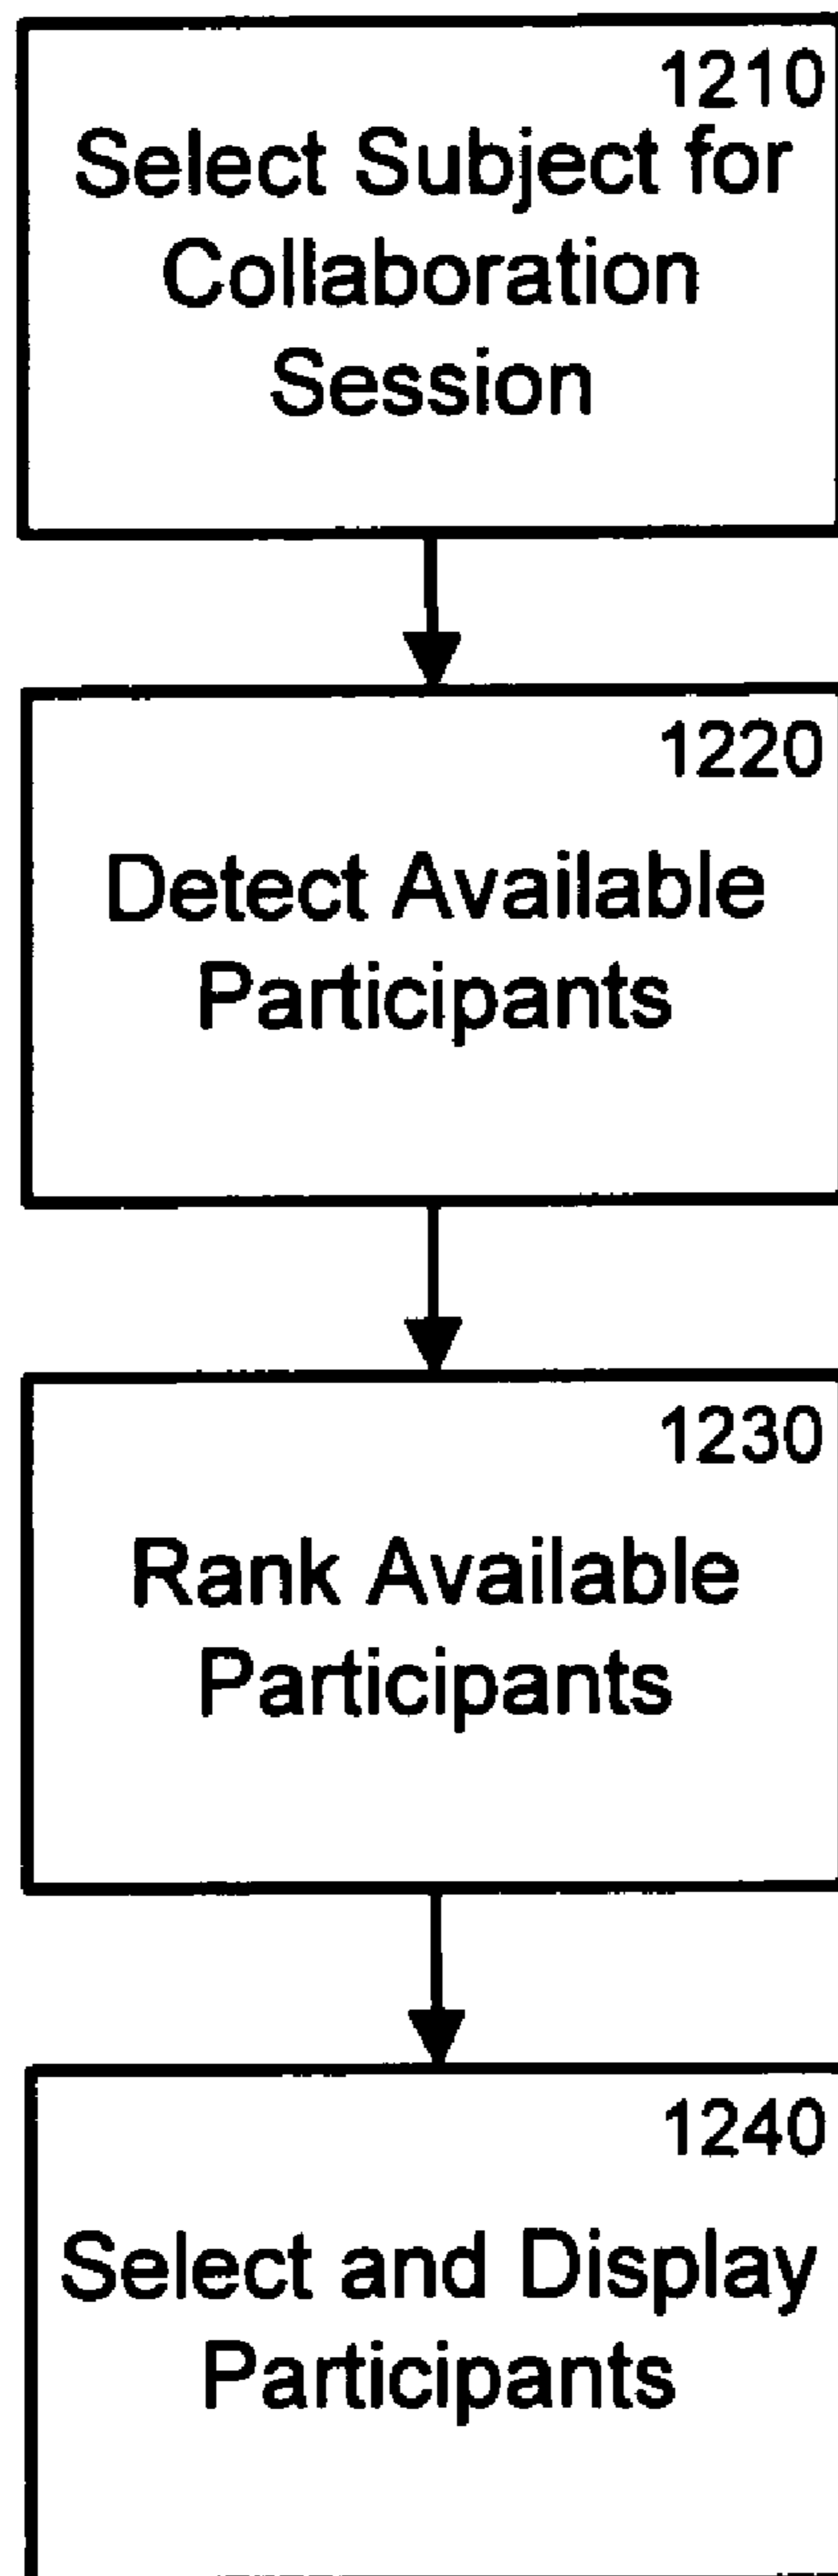 1210
Select Subject for
Collaboration
Session
1220
Detect Available
Participants
1230
Rank Available
Participants
1240
Select and Display
Participants